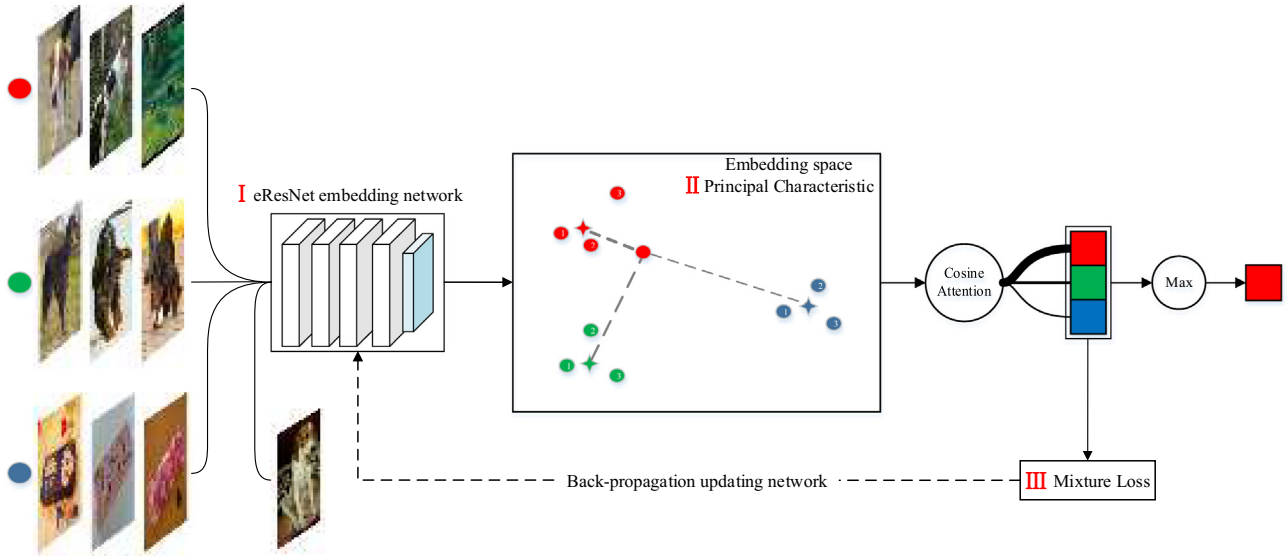 Embedding space
Ⅱ Principal Characteristic
Ⅰ eResNet embedding network
3
1
2
2
1
3
2
1
3
Cosine
Attention
Max
Back-propagation updating network
Ⅲ Mixture Loss